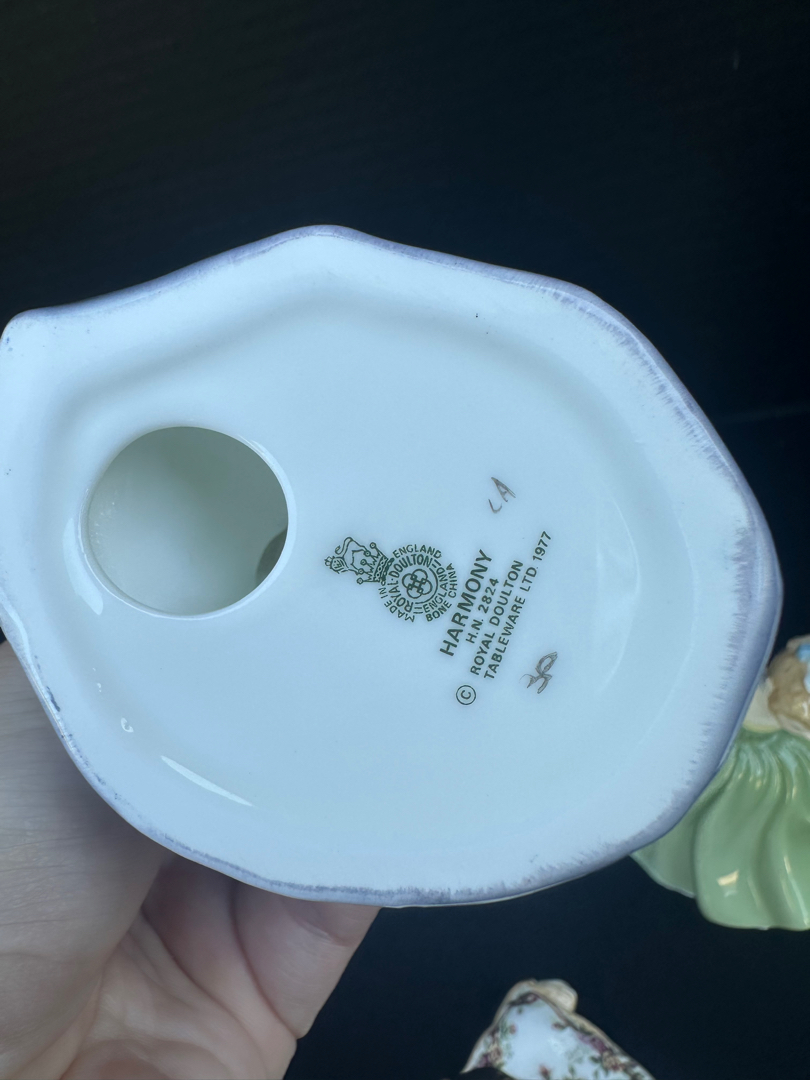 MADE IN ENGLAND
ROYAL-DOULTON
ENGLAND
BONE CHINA
HARMONY
H.N. 2824
ROYAL DOULTON
© TABLEWARE LTD 1977